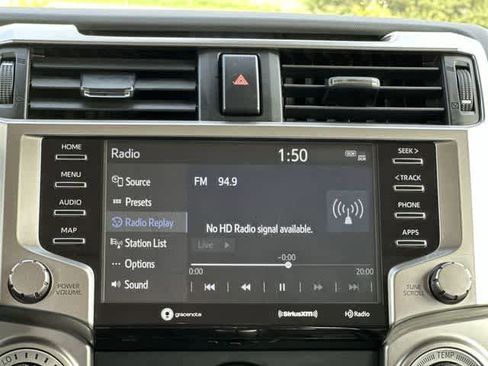 HOME
MENU
AUDIO
MAP
POWER
VOLUME
Radio
1:50
Source
Presets
Radio Replay
Station List
Options
Sound
FM 94.9
No HD Radio signal available.
Live
-0:00
0:00
20:00
gracenote
SiriusXM
HD Radio
SEEK >
< TRACK
PHONE
APPS
TUNE
SCROLL
TEMP